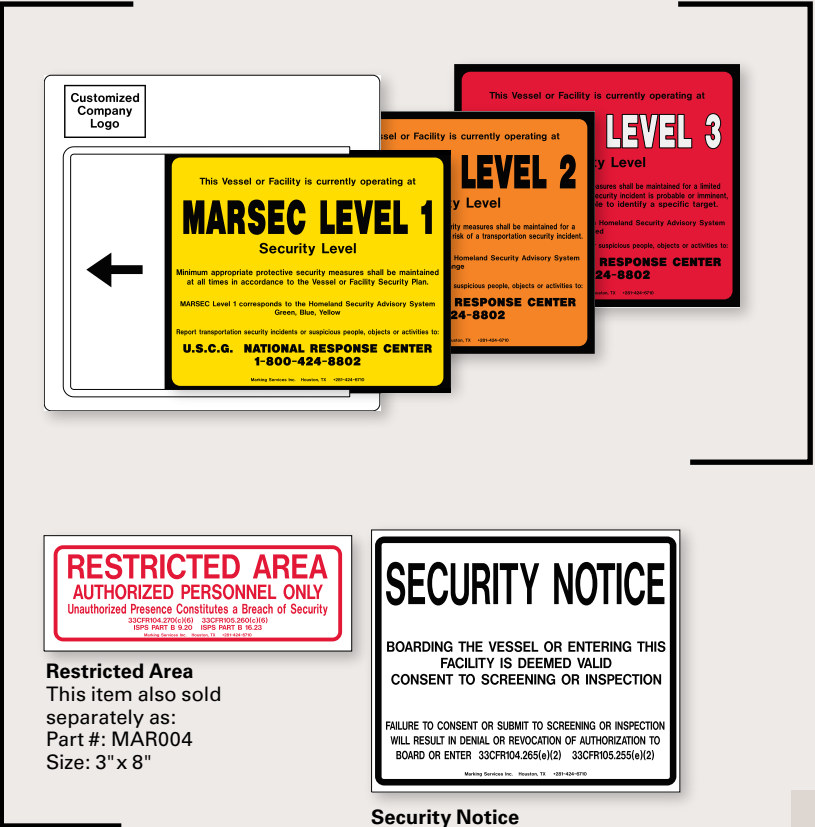 Customized
Company
Logo
This Vessel or Facility is currently operating at
MARSEC LEVEL 1
Security Level
Minimum appropriate protective security measures shall be maintained
at all times in accordance to the Vessel or Facility Security Plan.
MARSEC Level 1 corresponds to the Homeland Security Advisory System
Green, Blue, Yellow
Report transportation security incidents or suspicious people, objects or activities to:
U.S.C.G. NATIONAL RESPONSE CENTER
1-800-424-8802
Marking Services Inc. Houston, TX +281-424-6710
or Facility is currently operating at
LEVEL 2
Level
measures shall be maintained for a
risk of a transportation security incident.
Homeland Security Advisory System
suspicious people, objects or activities to:
RESPONSE CENTER
24-8802
TX +281-424-6710
This Vessel or Facility is currently operating at
LEVEL 3
Level
shall be maintained for a limited
security incident is probable or imminent,
to identify a specific target.
Homeland Security Advisory System
suspicious people, objects or activities to:
RESPONSE CENTER
24-8802
TX +281-424-6710
RESTRICTED AREA
AUTHORIZED PERSONNEL ONLY
Unauthorized Presence Constitutes a Breach of Security
33CFR104.270(c)(6) 33CFR105.260(c)(6)
ISPS PART B 9.20 ISPS PART B 16.23
Marking Services Inc. Houston, TX +281-424-6710
Restricted Area
This item also sold
separately as:
Part #: MAR004
Size: 3" x 8"
SECURITY NOTICE
BOARDING THE VESSEL OR ENTERING THIS
FACILITY IS DEEMED VALID
CONSENT TO SCREENING OR INSPECTION
FAILURE TO CONSENT OR SUBMIT TO SCREENING OR INSPECTION
WILL RESULT IN DENIAL OR REVOCATION OF AUTHORIZATION TO
BOARD OR ENTER 33CFR104.265(e)(2) 33CFR105.255(e)(2)
Marking Services Inc. Houston, TX +281-424-6710
Security Notice